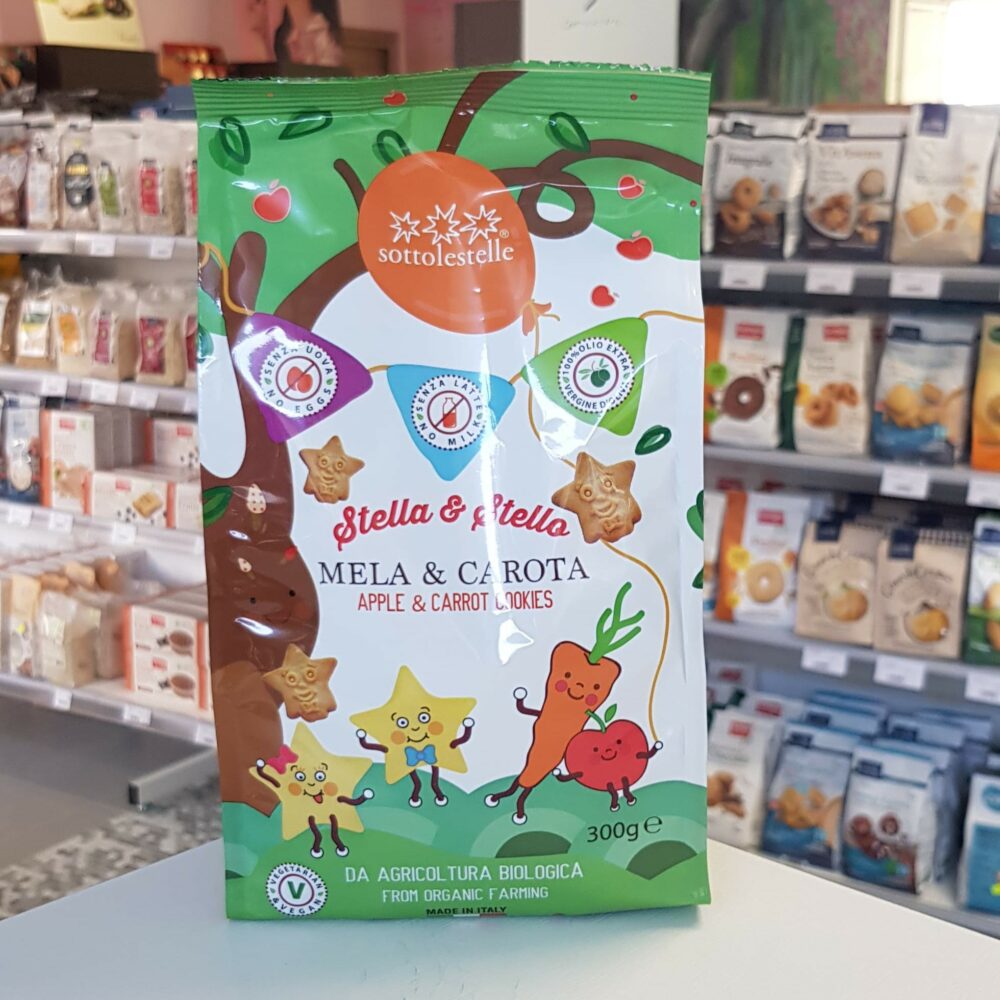 sottolestelle®
SENZA UOVA
NO EGGS
SENZA LATTE
NO MILK
100% OLIO EXTRA
VERGINE D'OLIVA
Stella & Stello
MELA & CAROTA
APPLE & CARROT COOKIES
300g e
DA AGRICOLTURA BIOLOGICA
FROM ORGANIC FARMING
VEGETARIAN
V
& VEGAN
MADE IN ITALY